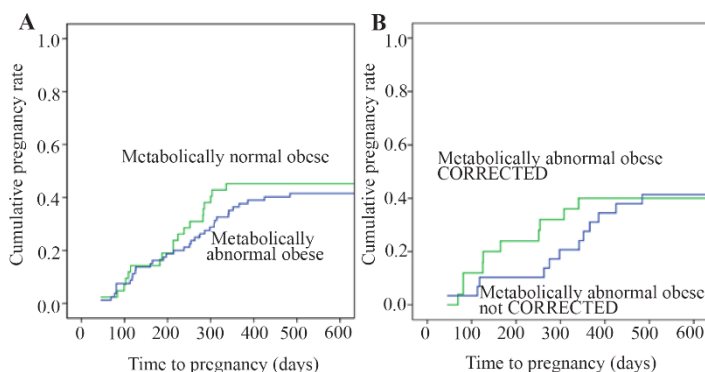 A
Cumulative pregnancy rate
1.0
0.8
0.6
0.4
0.2
0.0
Metabolically normal obese
Metabolically
abnormal obese
0 100 200 300 400 500 600
Time to pregnancy (days)
B
Cumulative pregnancy rate
1.0
0.8
0.6
0.4
0.2
0.0
Metabolically abnormal obese
CORRECTED
Metabolically abnormal obese
not CORRECTED
0 100 200 300 400 500 600
Time to pregnancy (days)